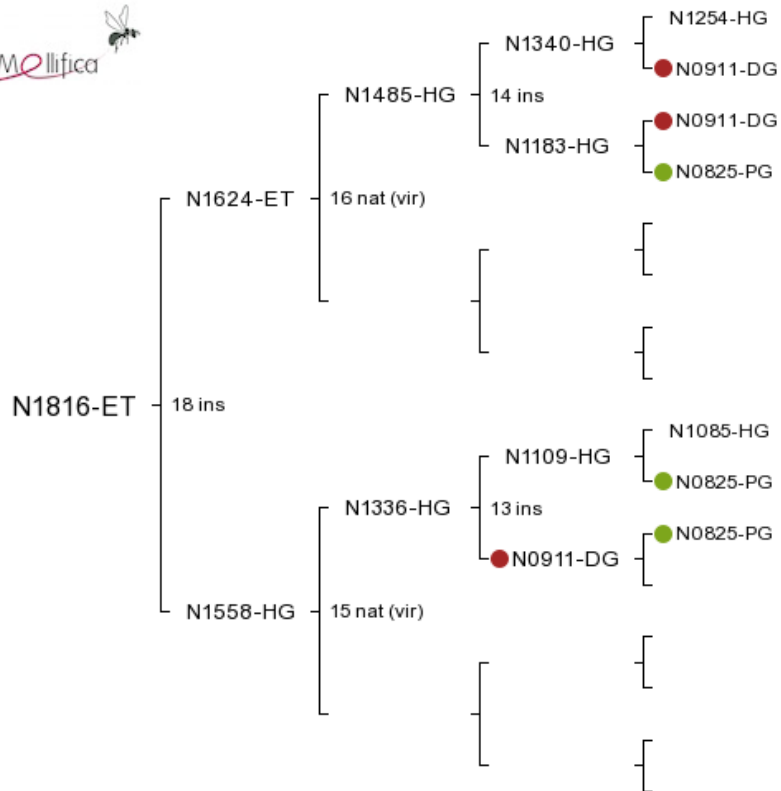 Mellifica
N1254-HG
N1340-HG
N0911-DG
N1485-HG
14 ins
N0911-DG
N1183-HG
N0825-PG
N1624-ET
16 nat (vir)
N1816-ET
18 ins
N1085-HG
N1109-HG
N0825-PG
N1336-HG
13 ins
N0825-PG
N0911-DG
N1558-HG
15 nat (vir)